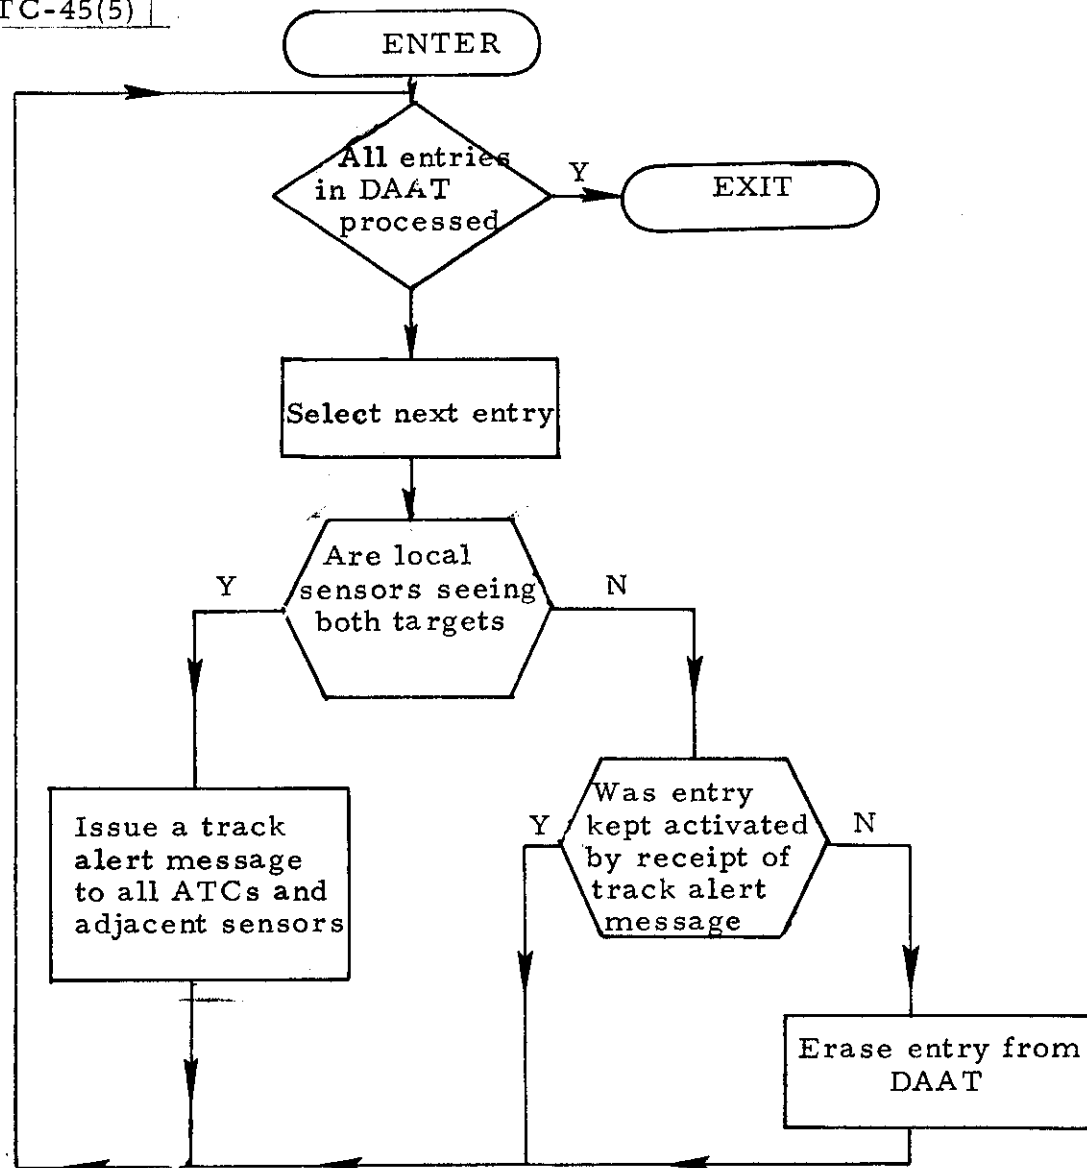 TC-45(5)
ENTER
All entries
in DAAT
processed
Y
EXIT
Select next entry
Are local
sensors seeing
both targets
Y
N
Issue a track
alert message
to all ATCs and
adjacent sensors
Was entry
kept activated
by receipt of
track alert
message
Y
N
Erase entry from
DAAT